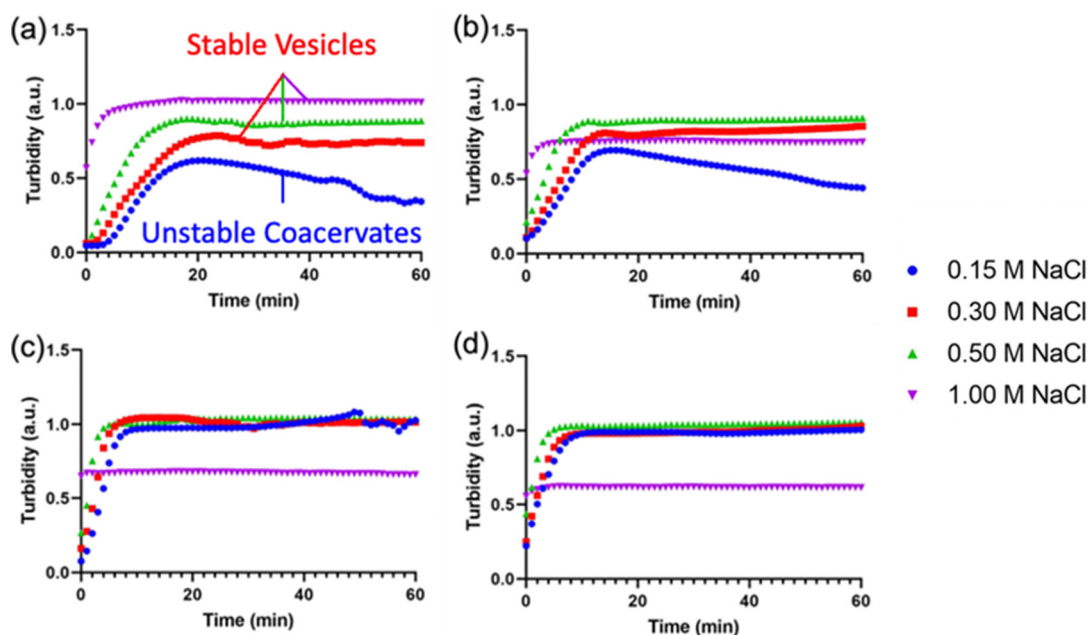 (a)
Stable Vesicles
Unstable Coacervates
Turbidity (a.u.)
1.5
1.0
0.5
0.0
0
20
40
60
Time (min)
(b)
Turbidity (a.u.)
1.5
1.0
0.5
0.0
0
20
40
60
Time (min)
(c)
Turbidity (a.u.)
1.5
1.0
0.5
0.0
0
20
40
60
Time (min)
(d)
Turbidity (a.u.)
1.5
1.0
0.5
0.0
0
20
40
60
Time (min)
0.15 M NaCl
0.30 M NaCl
0.50 M NaCl
1.00 M NaCl